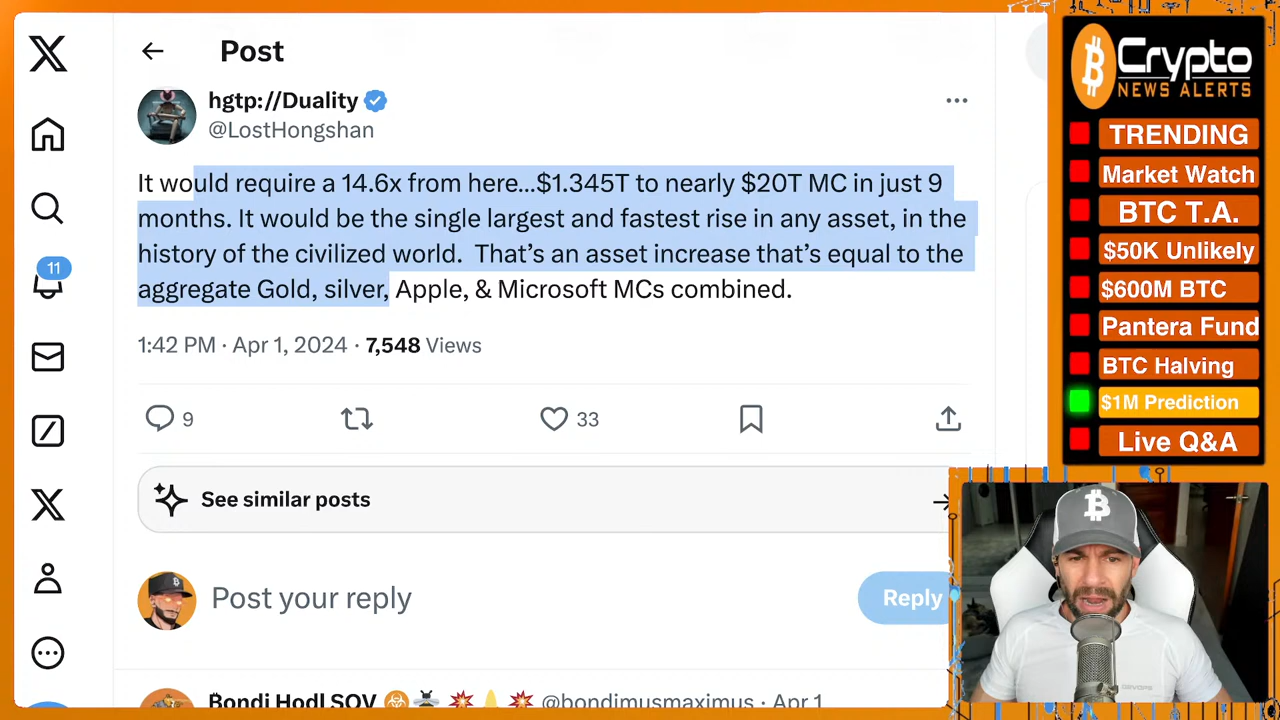 Post
hgtp://Duality
@LostHongshan
It would require a 14.6x from here...$1.345T to nearly $20T MC in just 9
months. It would be the single largest and fastest rise in any asset, in the
history of the civilized world.  That's an asset increase that's equal to the
aggregate Gold, silver, Apple, & Microsoft MCs combined.
1:42 PM · Apr 1, 2024 · 7,548 Views
9
33
See similar posts
Post your reply
Reply
Bondi Hodl SOV @bondimusmaximus · Apr 1
11
Crypto
NEWS ALERTS
TRENDING
Market Watch
BTC T.A.
$50K Unlikely
$600M BTC
Pantera Fund
BTC Halving
$1M Prediction
Live Q&A